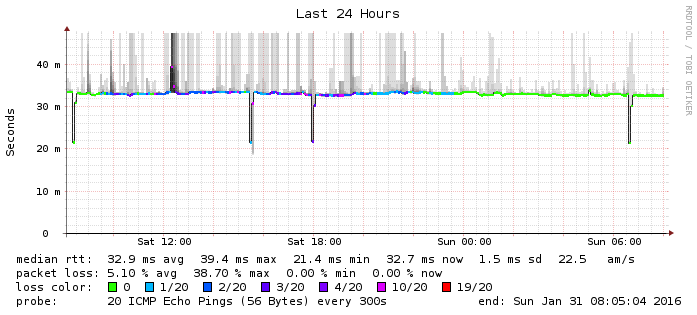 Last 24 Hours
RRDTOOL / TOBI OETIKER
Seconds
40 m
30 m
20 m
10 m
0
Sat 12:00 Sat 18:00 Sun 00:00 Sun 06:00
median rtt: 32.9 ms avg 39.4 ms max 21.4 ms min 32.7 ms now 1.5 ms sd 22.5 am/s
packet loss: 5.10 % avg 38.70 % max 0.00 % min 0.00 % now
loss color: 0 1/20 2/20 3/20 4/20 10/20 19/20
probe: 20 ICMP Echo Pings (56 Bytes) every 300s end: Sun Jan 31 08:05:04 2016